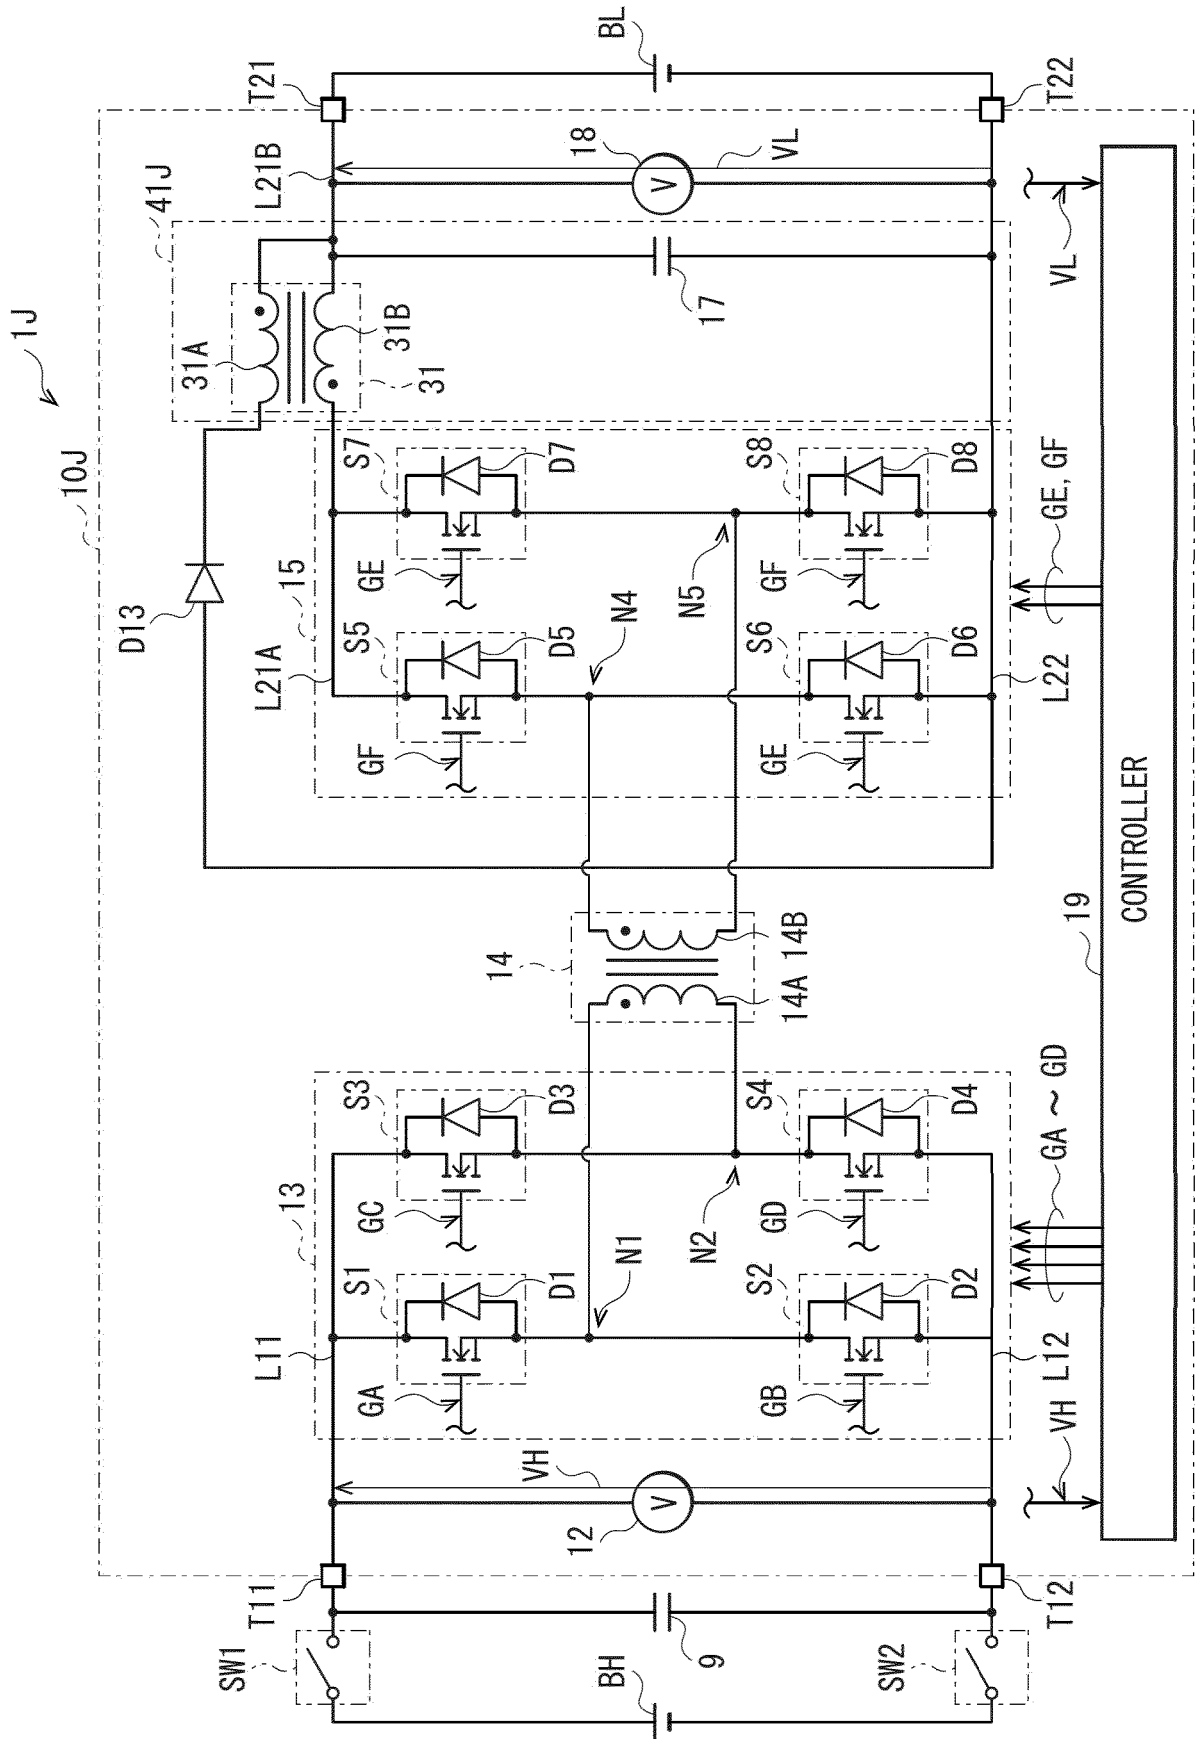 1J
10J
D13
41J
31A
31B
31
T21
BL
L21B
18
V
VL
17
T22
15
L21A
S5
D5
GF
S7
D7
GE
N4
N5
S6
D6
GE
S8
D8
GF
L22
14
14A
14B
13
L11
S1
D1
GA
S3
D3
GC
N1
N2
S2
D2
GB
S4
D4
GD
L12
VH
12
V
T11
SW1
9
BH
T12
SW2
VH
GA ~ GD
19
GE, GF
VL
CONTROLLER